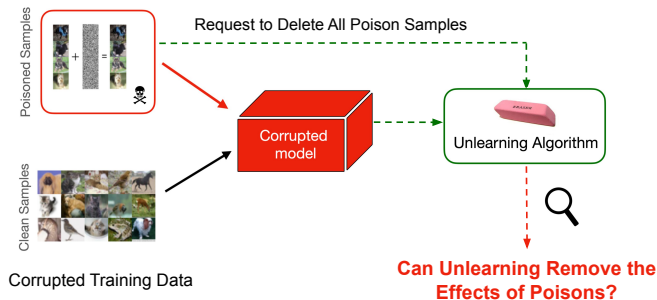 Request to Delete All Poison Samples
Poisoned Samples
+
=
ERASER
Corrupted
model
Unlearning Algorithm
Clean Samples
Corrupted Training Data
Can Unlearning Remove the
Effects of Poisons?